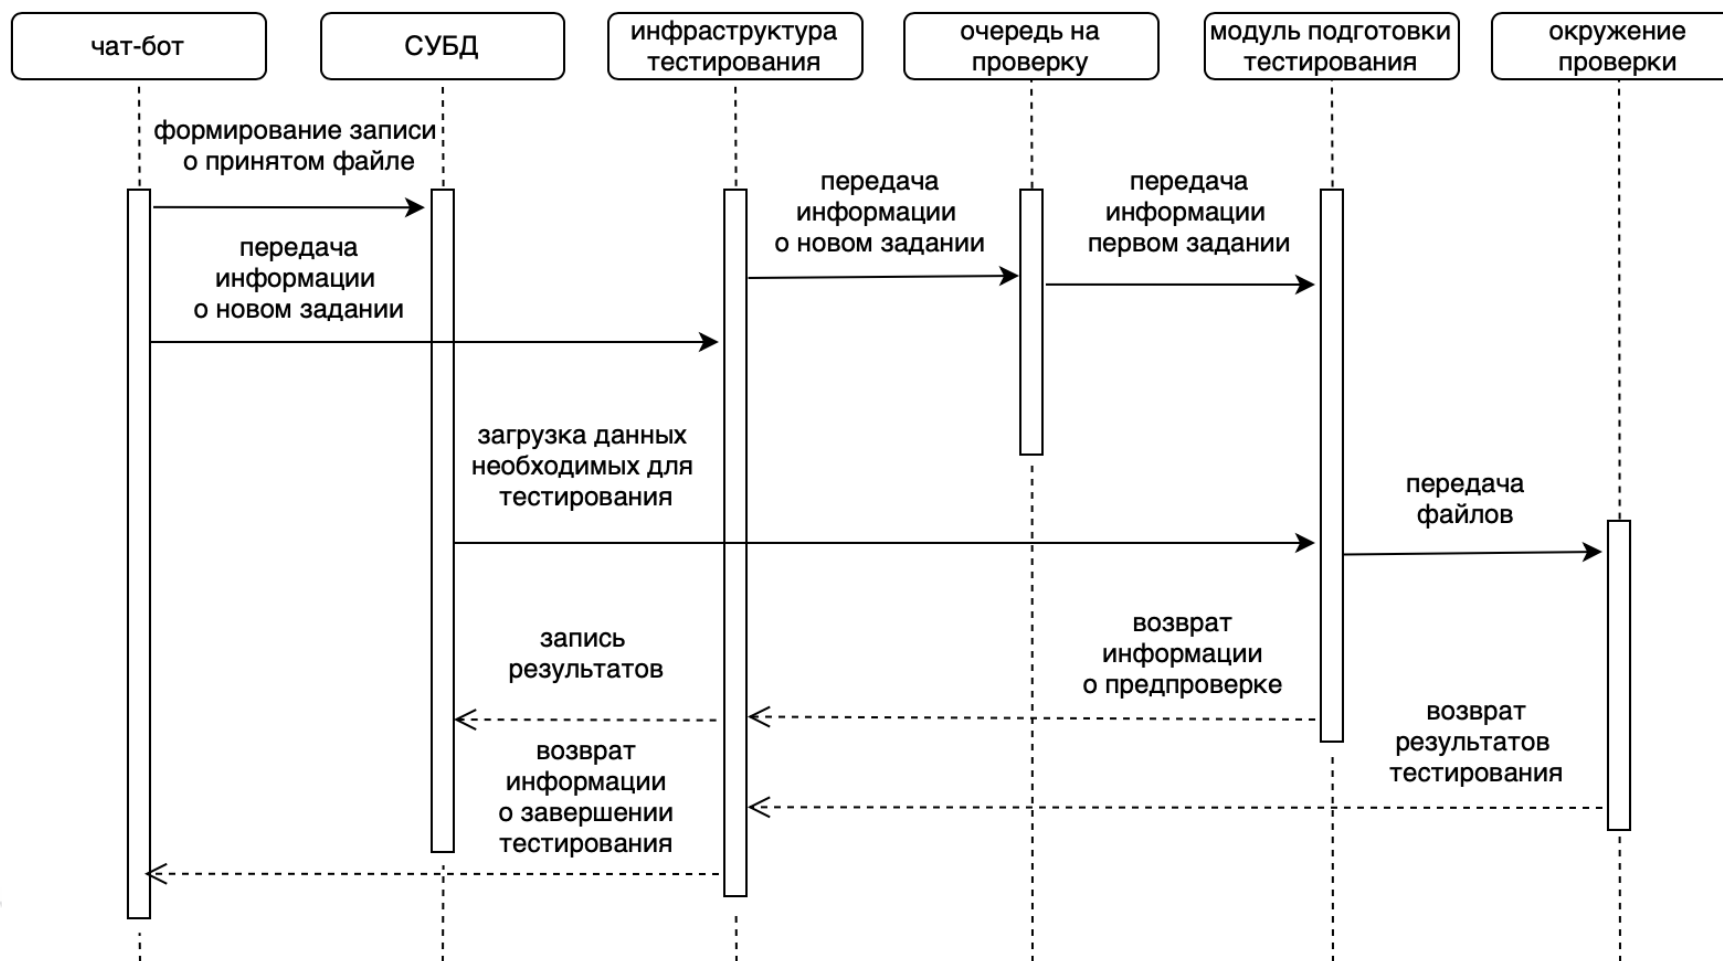 чат-бот
СУБД
инфраструктура
тестирования
очередь на
проверку
модуль подготовки
тестирования
окружение
проверки
формирование записи
о принятом файле
передача
информации
о новом задании
передача
информации
о новом задании
передача
информации
первом задании
загрузка данных
необходимых для
тестирования
передача
файлов
запись
результатов
возврат
информации
о предпроверке
возврат
результатов
тестирования
возврат
информации
о завершении
тестирования